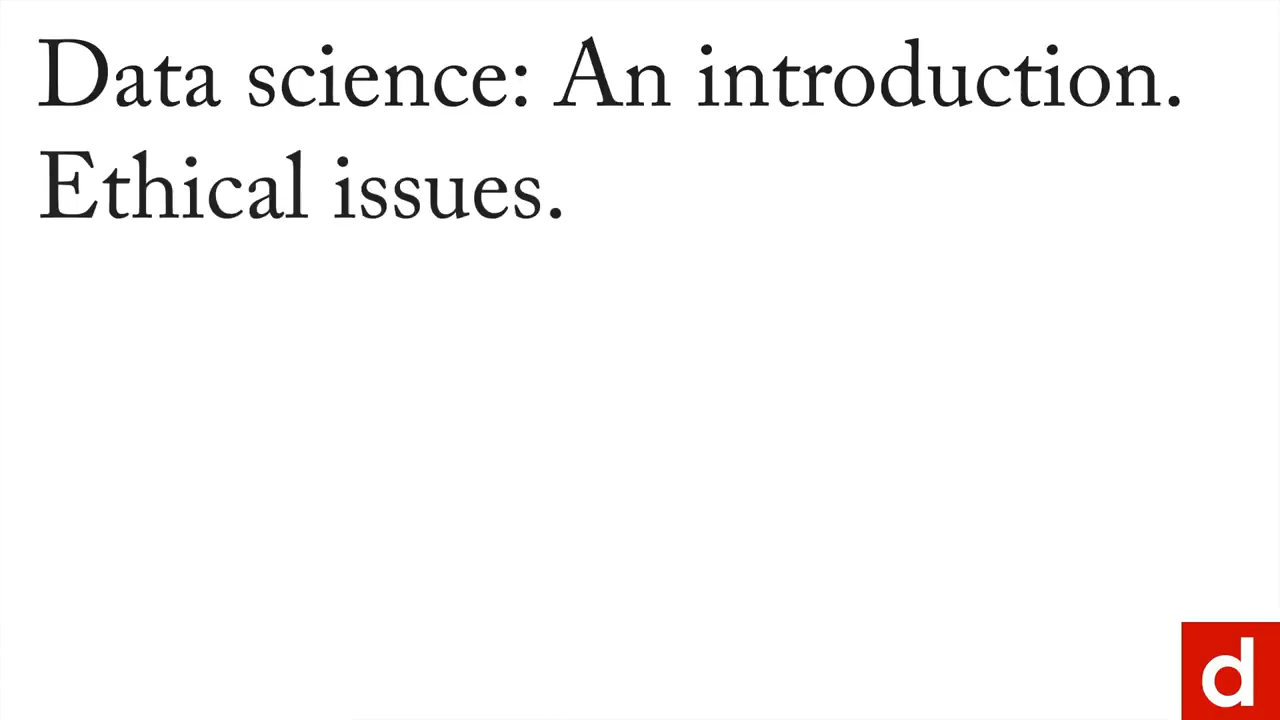 Data science: An introduction.
Ethical issues.
d